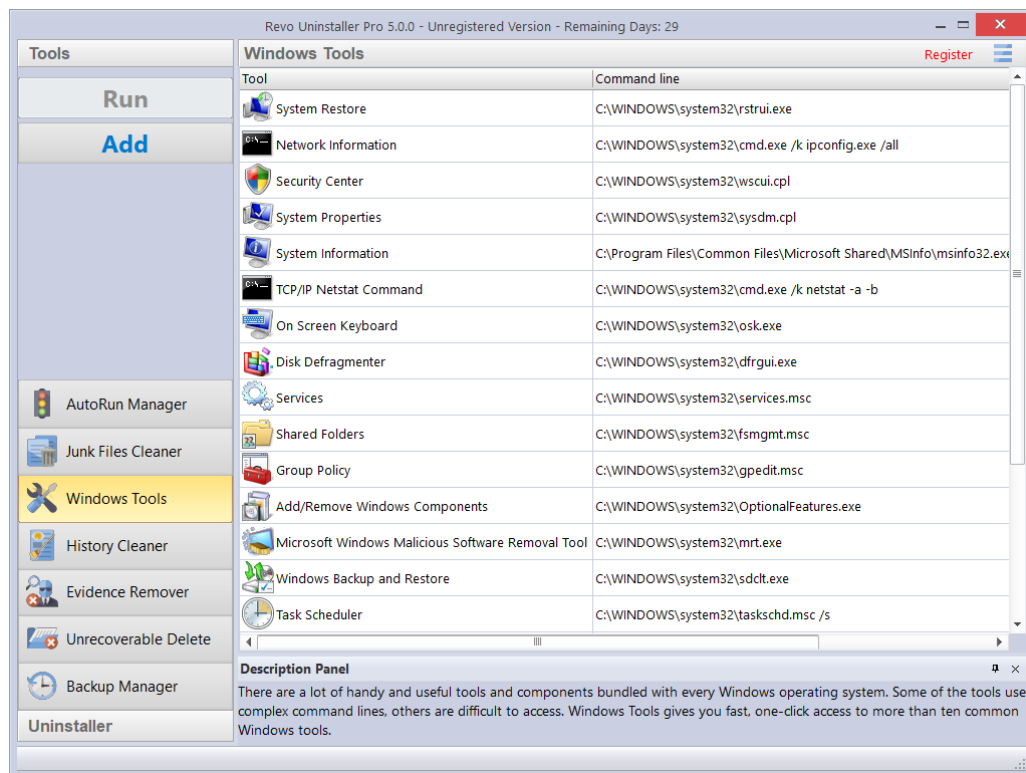 Revo Uninstaller Pro 5.0.0 - Unregistered Version - Remaining Days: 29
Tools
Run
Add
AutoRun Manager
Junk Files Cleaner
Windows Tools
History Cleaner
Evidence Remover
Unrecoverable Delete
Backup Manager
Uninstaller
Windows Tools Register
Tool Command line
System Restore C:\WINDOWS\system32\rstrui.exe
Network Information C:\WINDOWS\system32\cmd.exe /k ipconfig.exe /all
Security Center C:\WINDOWS\system32\wscui.cpl
System Properties C:\WINDOWS\system32\sysdm.cpl
System Information C:\Program Files\Common Files\Microsoft Shared\MSInfo\msinfo32.exe
TCP/IP Netstat Command C:\WINDOWS\system32\cmd.exe /k netstat -a -b
On Screen Keyboard C:\WINDOWS\system32\osk.exe
Disk Defragmenter C:\WINDOWS\system32\dfrgui.exe
Services C:\WINDOWS\system32\services.msc
Shared Folders C:\WINDOWS\system32\fsmgmt.msc
Group Policy C:\WINDOWS\system32\gpedit.msc
Add/Remove Windows Components C:\WINDOWS\system32\OptionalFeatures.exe
Microsoft Windows Malicious Software Removal Tool C:\WINDOWS\system32\mrt.exe
Windows Backup and Restore C:\WINDOWS\system32\sdclt.exe
Task Scheduler C:\WINDOWS\system32\taskschd.msc /s
Description Panel
There are a lot of handy and useful tools and components bundled with every Windows operating system. Some of the tools use
complex command lines, others are difficult to access. Windows Tools gives you fast, one-click access to more than ten common
Windows tools.